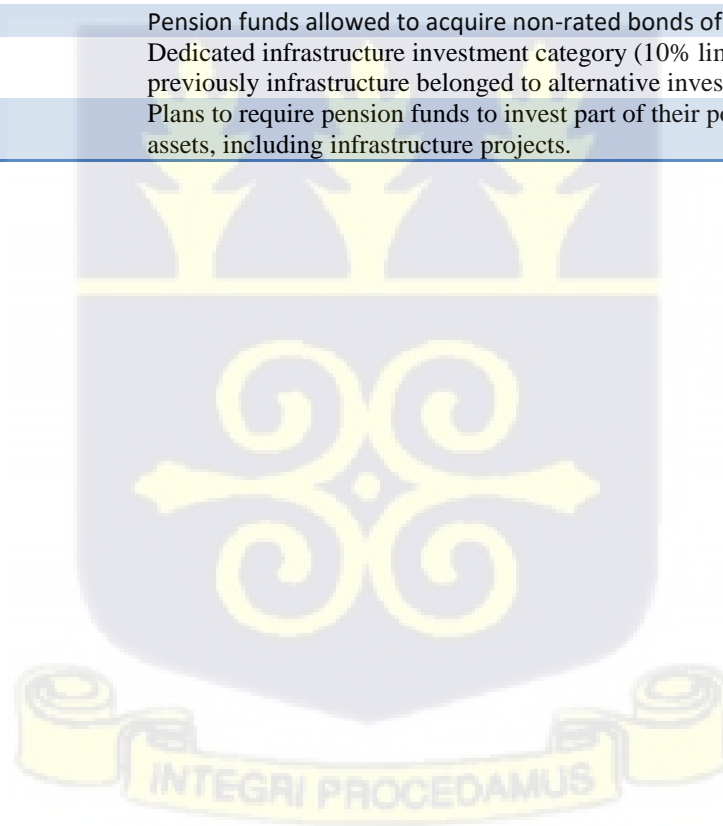 Pension funds allowed to acquire non-rated bonds of
Dedicated infrastructure investment category (10% lin
previously infrastructure belonged to alternative inves
Plans to require pension funds to invest part of their po
assets, including infrastructure projects.
INTEGRI PROCEDAMUS